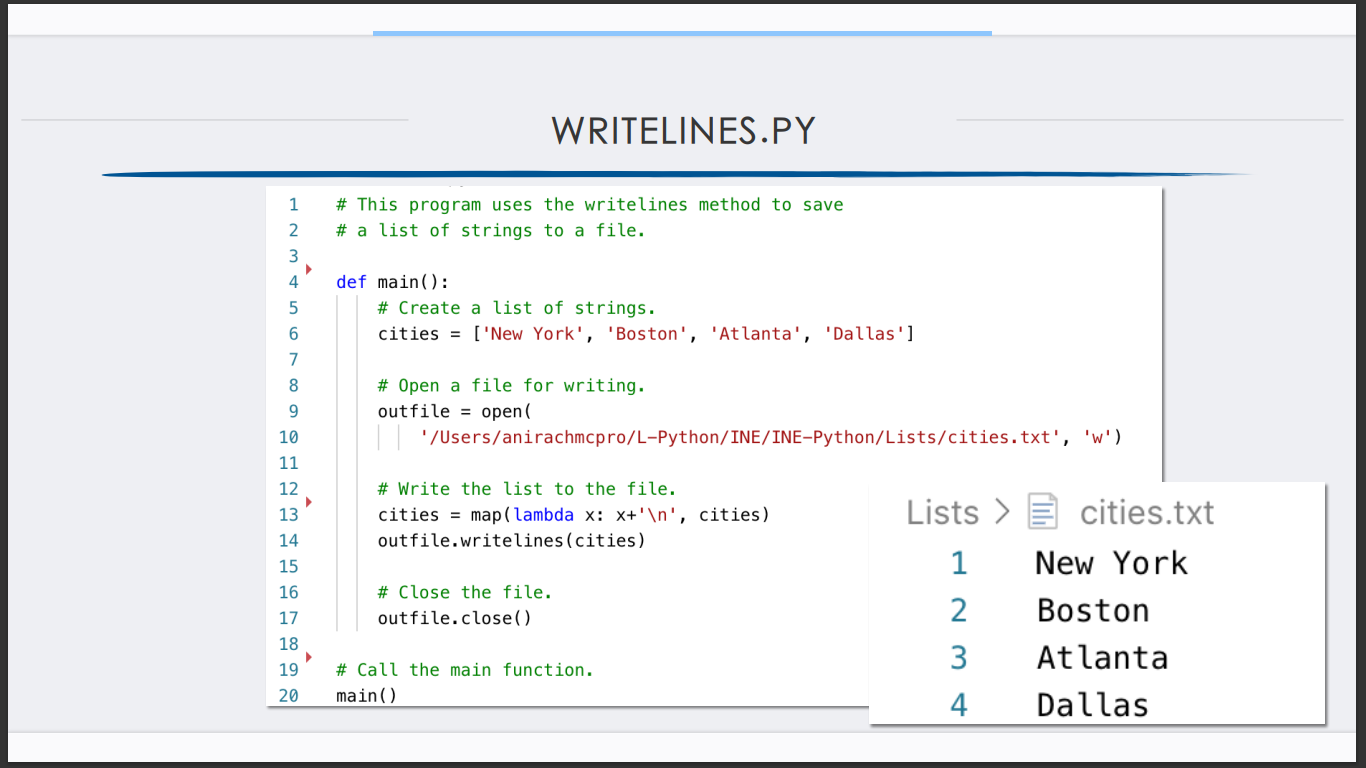 WRITELINES.PY
1 # This program uses the writelines method to save
2 # a list of strings to a file.
3
4 def main():
5     # Create a list of strings.
6     cities = ['New York', 'Boston', 'Atlanta', 'Dallas']
7
8     # Open a file for writing.
9     outfile = open(
10         '/Users/anirachmcpro/L-Python/INE/INE-Python/Lists/cities.txt', 'w')
11
12     # Write the list to the file.
13     cities = map(lambda x: x+'\n', cities)
14     outfile.writelines(cities)
15
16     # Close the file.
17     outfile.close()
18
19 # Call the main function.
20 main()
Lists > cities.txt
1 New York
2 Boston
3 Atlanta
4 Dallas